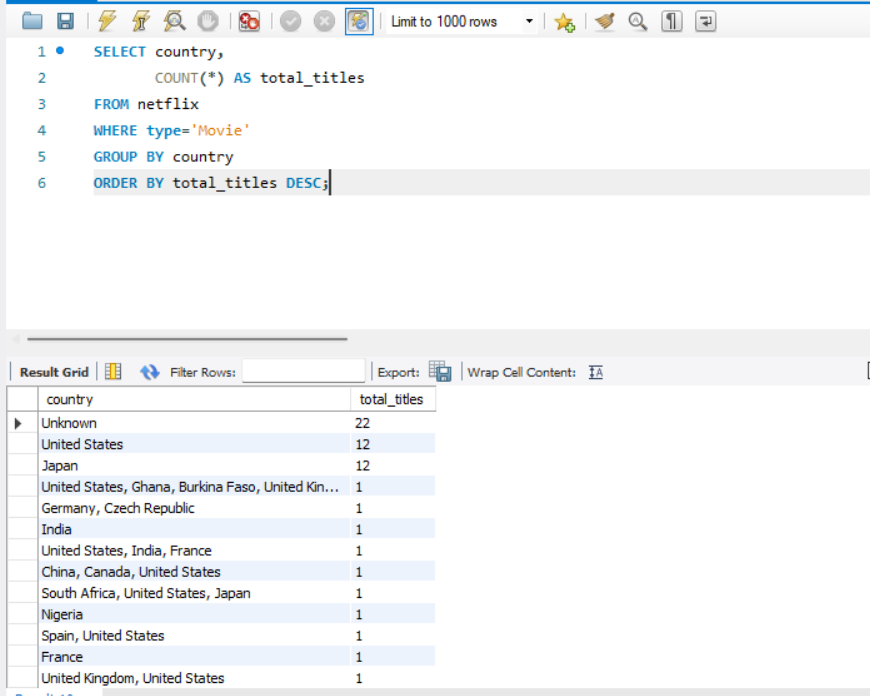 Limit to 1000 rows
1 SELECT country,
2 COUNT(*) AS total_titles
3 FROM netflix
4 WHERE type='Movie'
5 GROUP BY country
6 ORDER BY total_titles DESC;
Result Grid Filter Rows: Export: Wrap Cell Content: IA
country total_titles
Unknown 22
United States 12
Japan 12
United States, Ghana, Burkina Faso, United Kin... 1
Germany, Czech Republic 1
India 1
United States, India, France 1
China, Canada, United States 1
South Africa, United States, Japan 1
Nigeria 1
Spain, United States 1
France 1
United Kingdom, United States 1